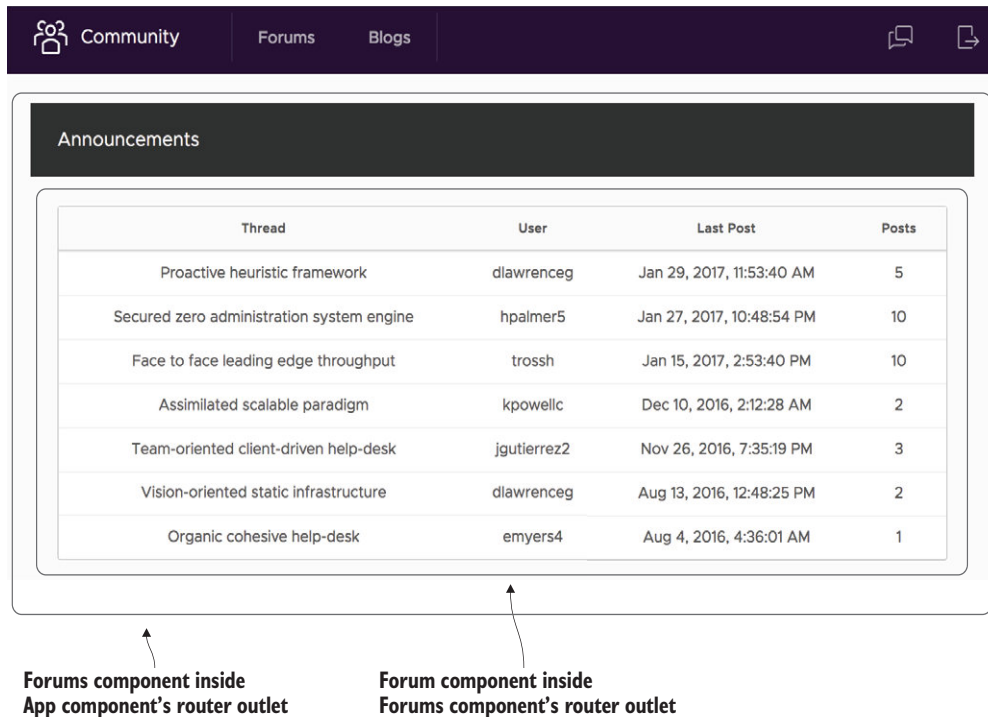 Community Forums Blogs
Announcements
Thread User Last Post Posts
Proactive heuristic framework dlawrenceg Jan 29, 2017, 11:53:40 AM 5
Secured zero administration system engine hpalmer5 Jan 27, 2017, 10:48:54 PM 10
Face to face leading edge throughput trossh Jan 15, 2017, 2:53:40 PM 10
Assimilated scalable paradigm kpowellc Dec 10, 2016, 2:12:28 AM 2
Team-oriented client-driven help-desk jgutierrez2 Nov 26, 2016, 7:35:19 PM 3
Vision-oriented static infrastructure dlawrenceg Aug 13, 2016, 12:48:25 PM 2
Organic cohesive help-desk emyers4 Aug 4, 2016, 4:36:01 AM 1
Forums component inside
App component’s router outlet
Forum component inside
Forums component’s router outlet